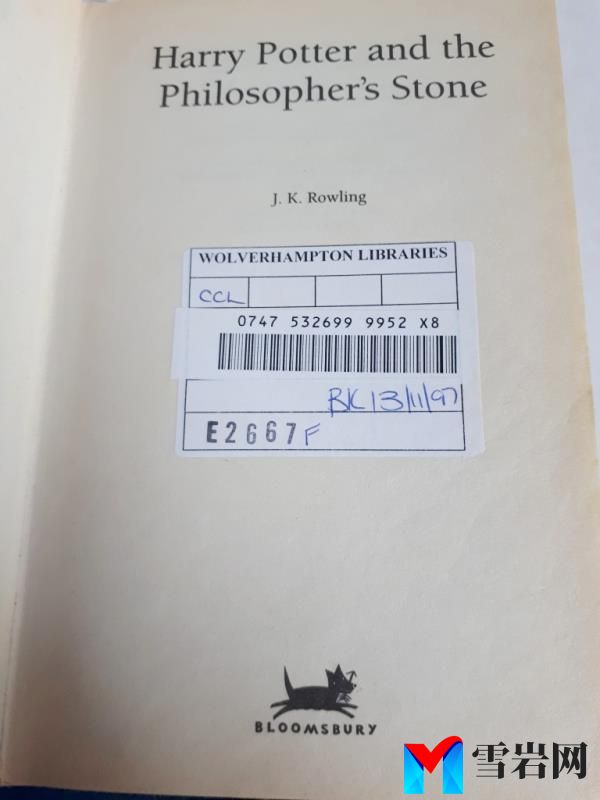 Harry Potter and the
Philosopher's Stone
J. K. Rowling
WOLVERHAMPTON LIBRARIES
CCL
0747 532699 9952 X8
BK 13/11/97
E2667F
BLOOMSBURY
雪岩网